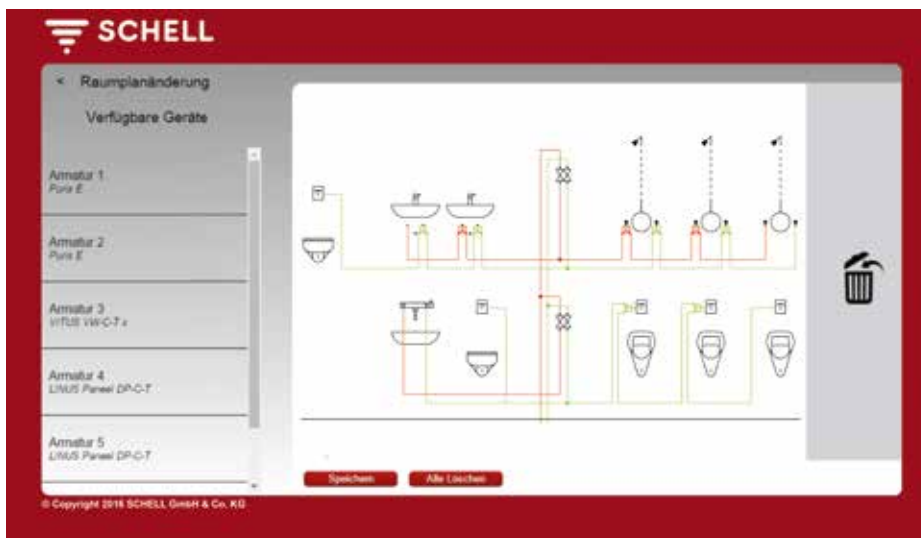 SCHELL
< Raumplanänderung
Verfügbare Geräte
Armatur 1
Puris E
Armatur 2
Puris E
Armatur 3
VITUS VW-C-T o
Armatur 4
LINUS Paneel DP-C-T
Armatur 5
LINUS Paneel DP-C-T
Speichern
Alle Löschen
© Copyright 2016 SCHELL GmbH & Co. KG